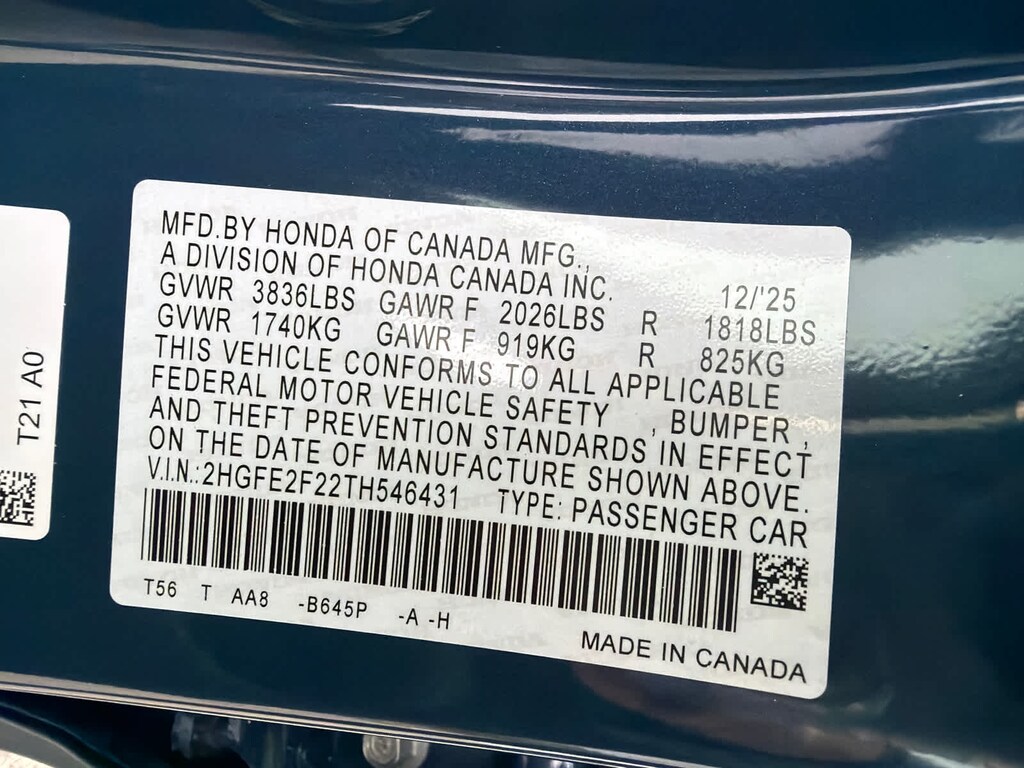 MFD.BY HONDA OF CANADA MFG.,
A DIVISION OF HONDA CANADA INC. 12/'25
GVWR 3836LBS GAWR F 2026LBS R 1818LBS
GVWR 1740KG GAWR F 919KG R 825KG
THIS VEHICLE CONFORMS TO ALL APPLICABLE
FEDERAL MOTOR VEHICLE SAFETY , BUMPER ,
AND THEFT PREVENTION STANDARDS IN EFFECT
ON THE DATE OF MANUFACTURE SHOWN ABOVE.
V.I.N.:2HGFE2F22TH546431 TYPE: PASSENGER CAR
T56 T AA8 -B645P -A -H
MADE IN CANADA
T21 A0